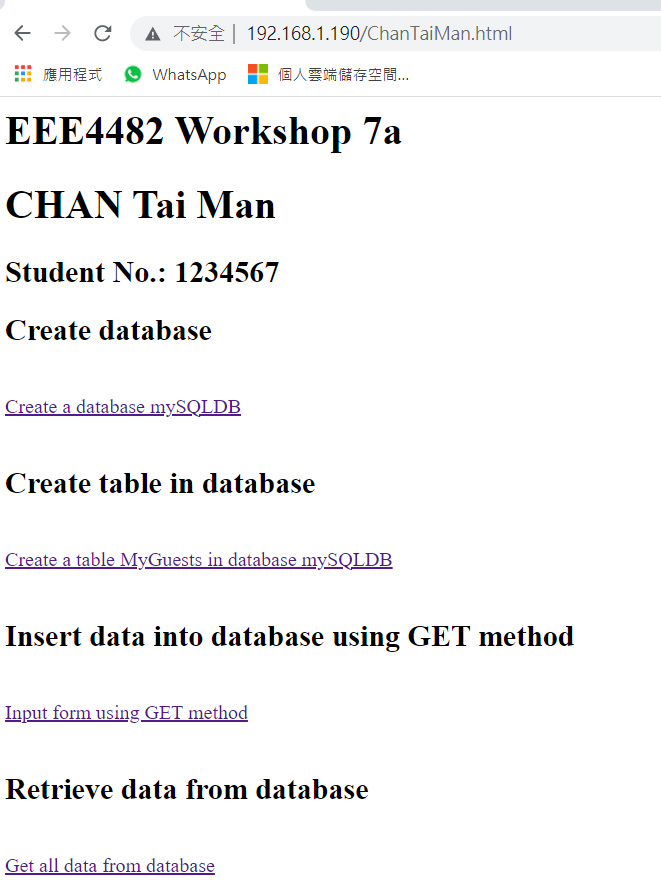 不安全 | 192.168.1.190/ChanTaiMan.html
應用程式 WhatsApp 個人雲端儲存空間...
EEE4482 Workshop 7a
CHAN Tai Man
Student No.: 1234567
Create database
Create a database mySQLDB
Create table in database
Create a table MyGuests in database mySQLDB
Insert data into database using GET method
Input form using GET method
Retrieve data from database
Get all data from database